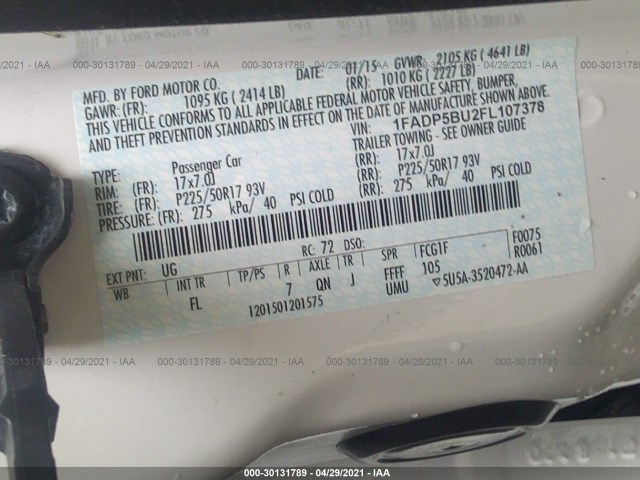 MFD. BY FORD MOTOR CO.
DATE: 01/15 GVWR: 2105 KG ( 4641 LB)
GAWR: (FR): 1095 KG ( 2414 LB) (RR): 1010 KG ( 2227 LB)
THIS VEHICLE CONFORMS TO ALL APPLICABLE FEDERAL MOTOR VEHICLE SAFETY, BUMPER,
AND THEFT PREVENTION STANDARDS IN EFFECT ON THE DATE OF MANUFACTURE SHOWN ABOVE.
VIN: 1FADP5BU2FL107378
TYPE: Passenger Car TRAILER TOWING - SEE OWNER GUIDE
RIM: (FR): 17x7.0J (RR): 17x7.0J
TIRE: (FR): P225/50R17 93V (RR): P225/50R17 93V
PRESSURE: (FR): 275 kPa/ 40 PSI COLD (RR): 275 kPa/ 40 PSI COLD
EXT PNT: UG RC: 72 DSO: FCG1F F0075
R0061
WB INT TR TP/PS R AXLE TR SPR
FL 7 QN J FFFF 105
UMU
1201501201575 5U5A-3520472-AA
000-30131789 - 04/29/2021 - IAA
000-30131789 - 04/29/2021 - IAA
000-30131789 - 04/29/2021 - IAA
000-30131789 - 04/29/2021 - IAA
000-30131789 - 04/29/2021 - IAA
000-30131789 - 04/29/2021 - IAA
000-30131789 - 04/29/2021 - IAA